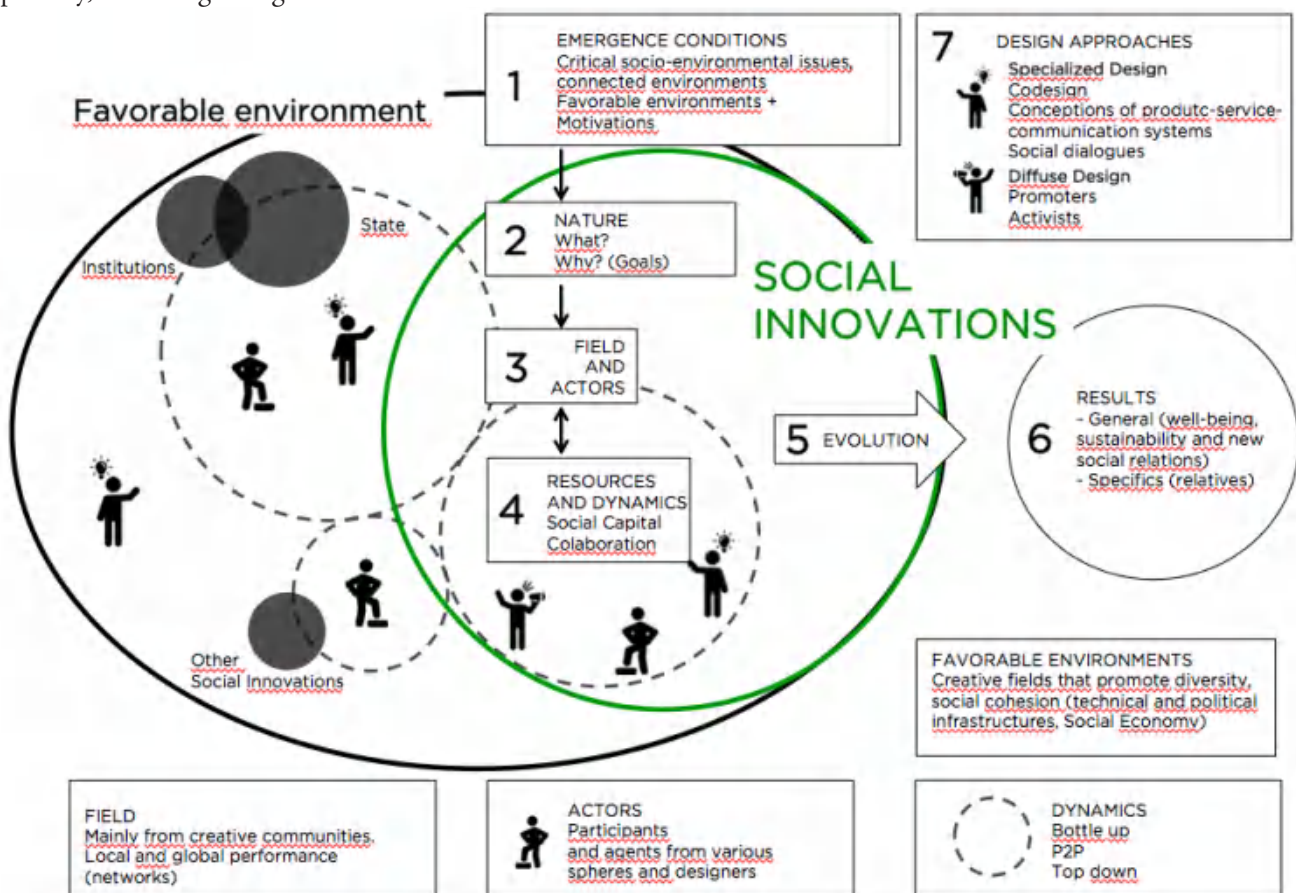 Favorable environment
1
EMERGENCE CONDITIONS
Critical socio-environmental issues,
connected environments
Favorable environments +
Motivations
7
DESIGN APPROACHES
Specialized Design
Codesign
Conceptions of produtc-service-
communication systems
Social dialogues
Diffuse Design
Promoters
Activists
State
Institutions
2
NATURE
What?
Why? (Goals)
SOCIAL
INNOVATIONS
3
FIELD
AND
ACTORS
4
RESOURCES
AND DYNAMICS
Social Capital
Colaboration
5 EVOLUTION
6
RESULTS
- General (well-being,
sustainability and new
social relations)
- Specifics (relatives)
Other
Social Innovations
FAVORABLE ENVIRONMENTS
Creative fields that promote diversity,
social cohesion (technical and political
infrastructures, Social Economy)
FIELD
Mainly from creative communities.
Local and global performance
(networks)
ACTORS
Participants
and agents from various
spheres and designers
DYNAMICS
Bottle up
P2P
Top down